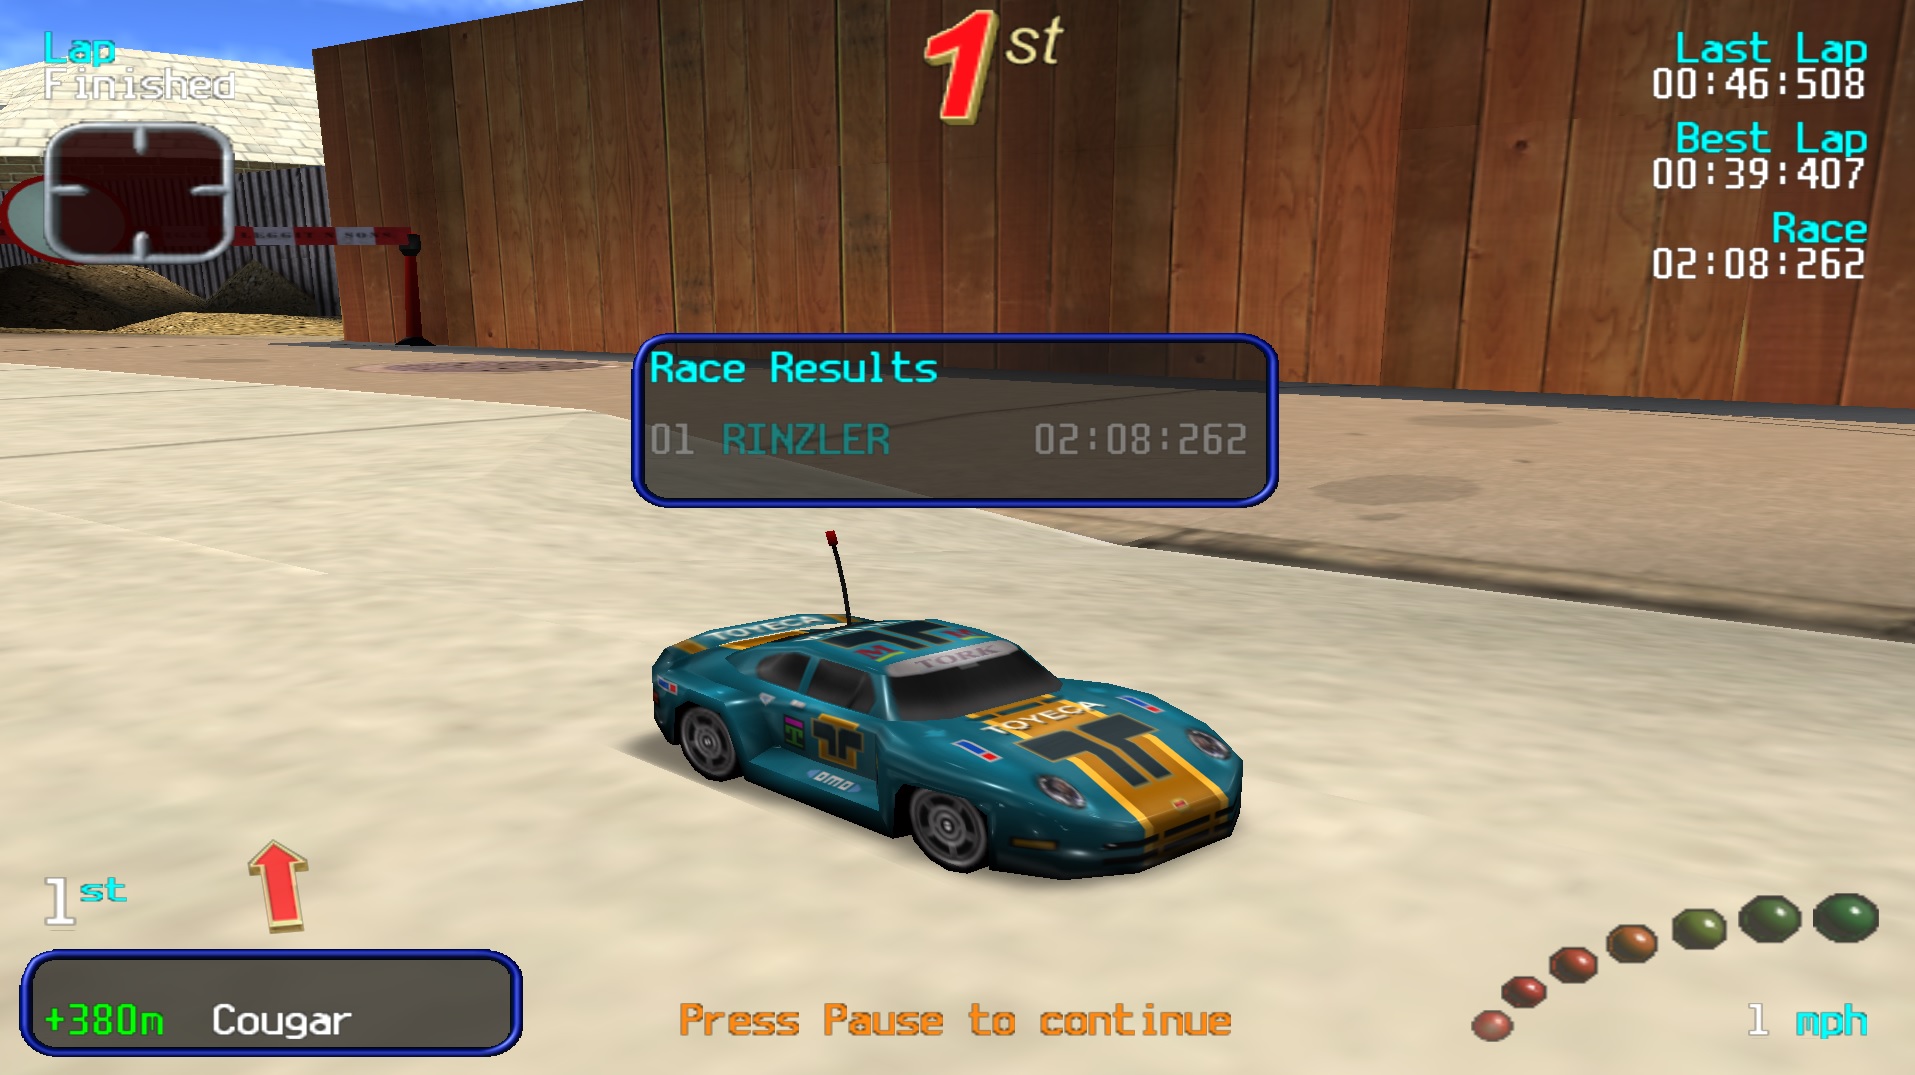 Lap
Finished
1st
Last Lap
00:46:508
Best Lap
00:39:407
Race
02:08:262
Race Results
01 RINZLER 02:08:262
TOYECA
TORK
M
M
TOYECA
T
OMO
1st
+380m Cougar
Press Pause to continue
1 mph